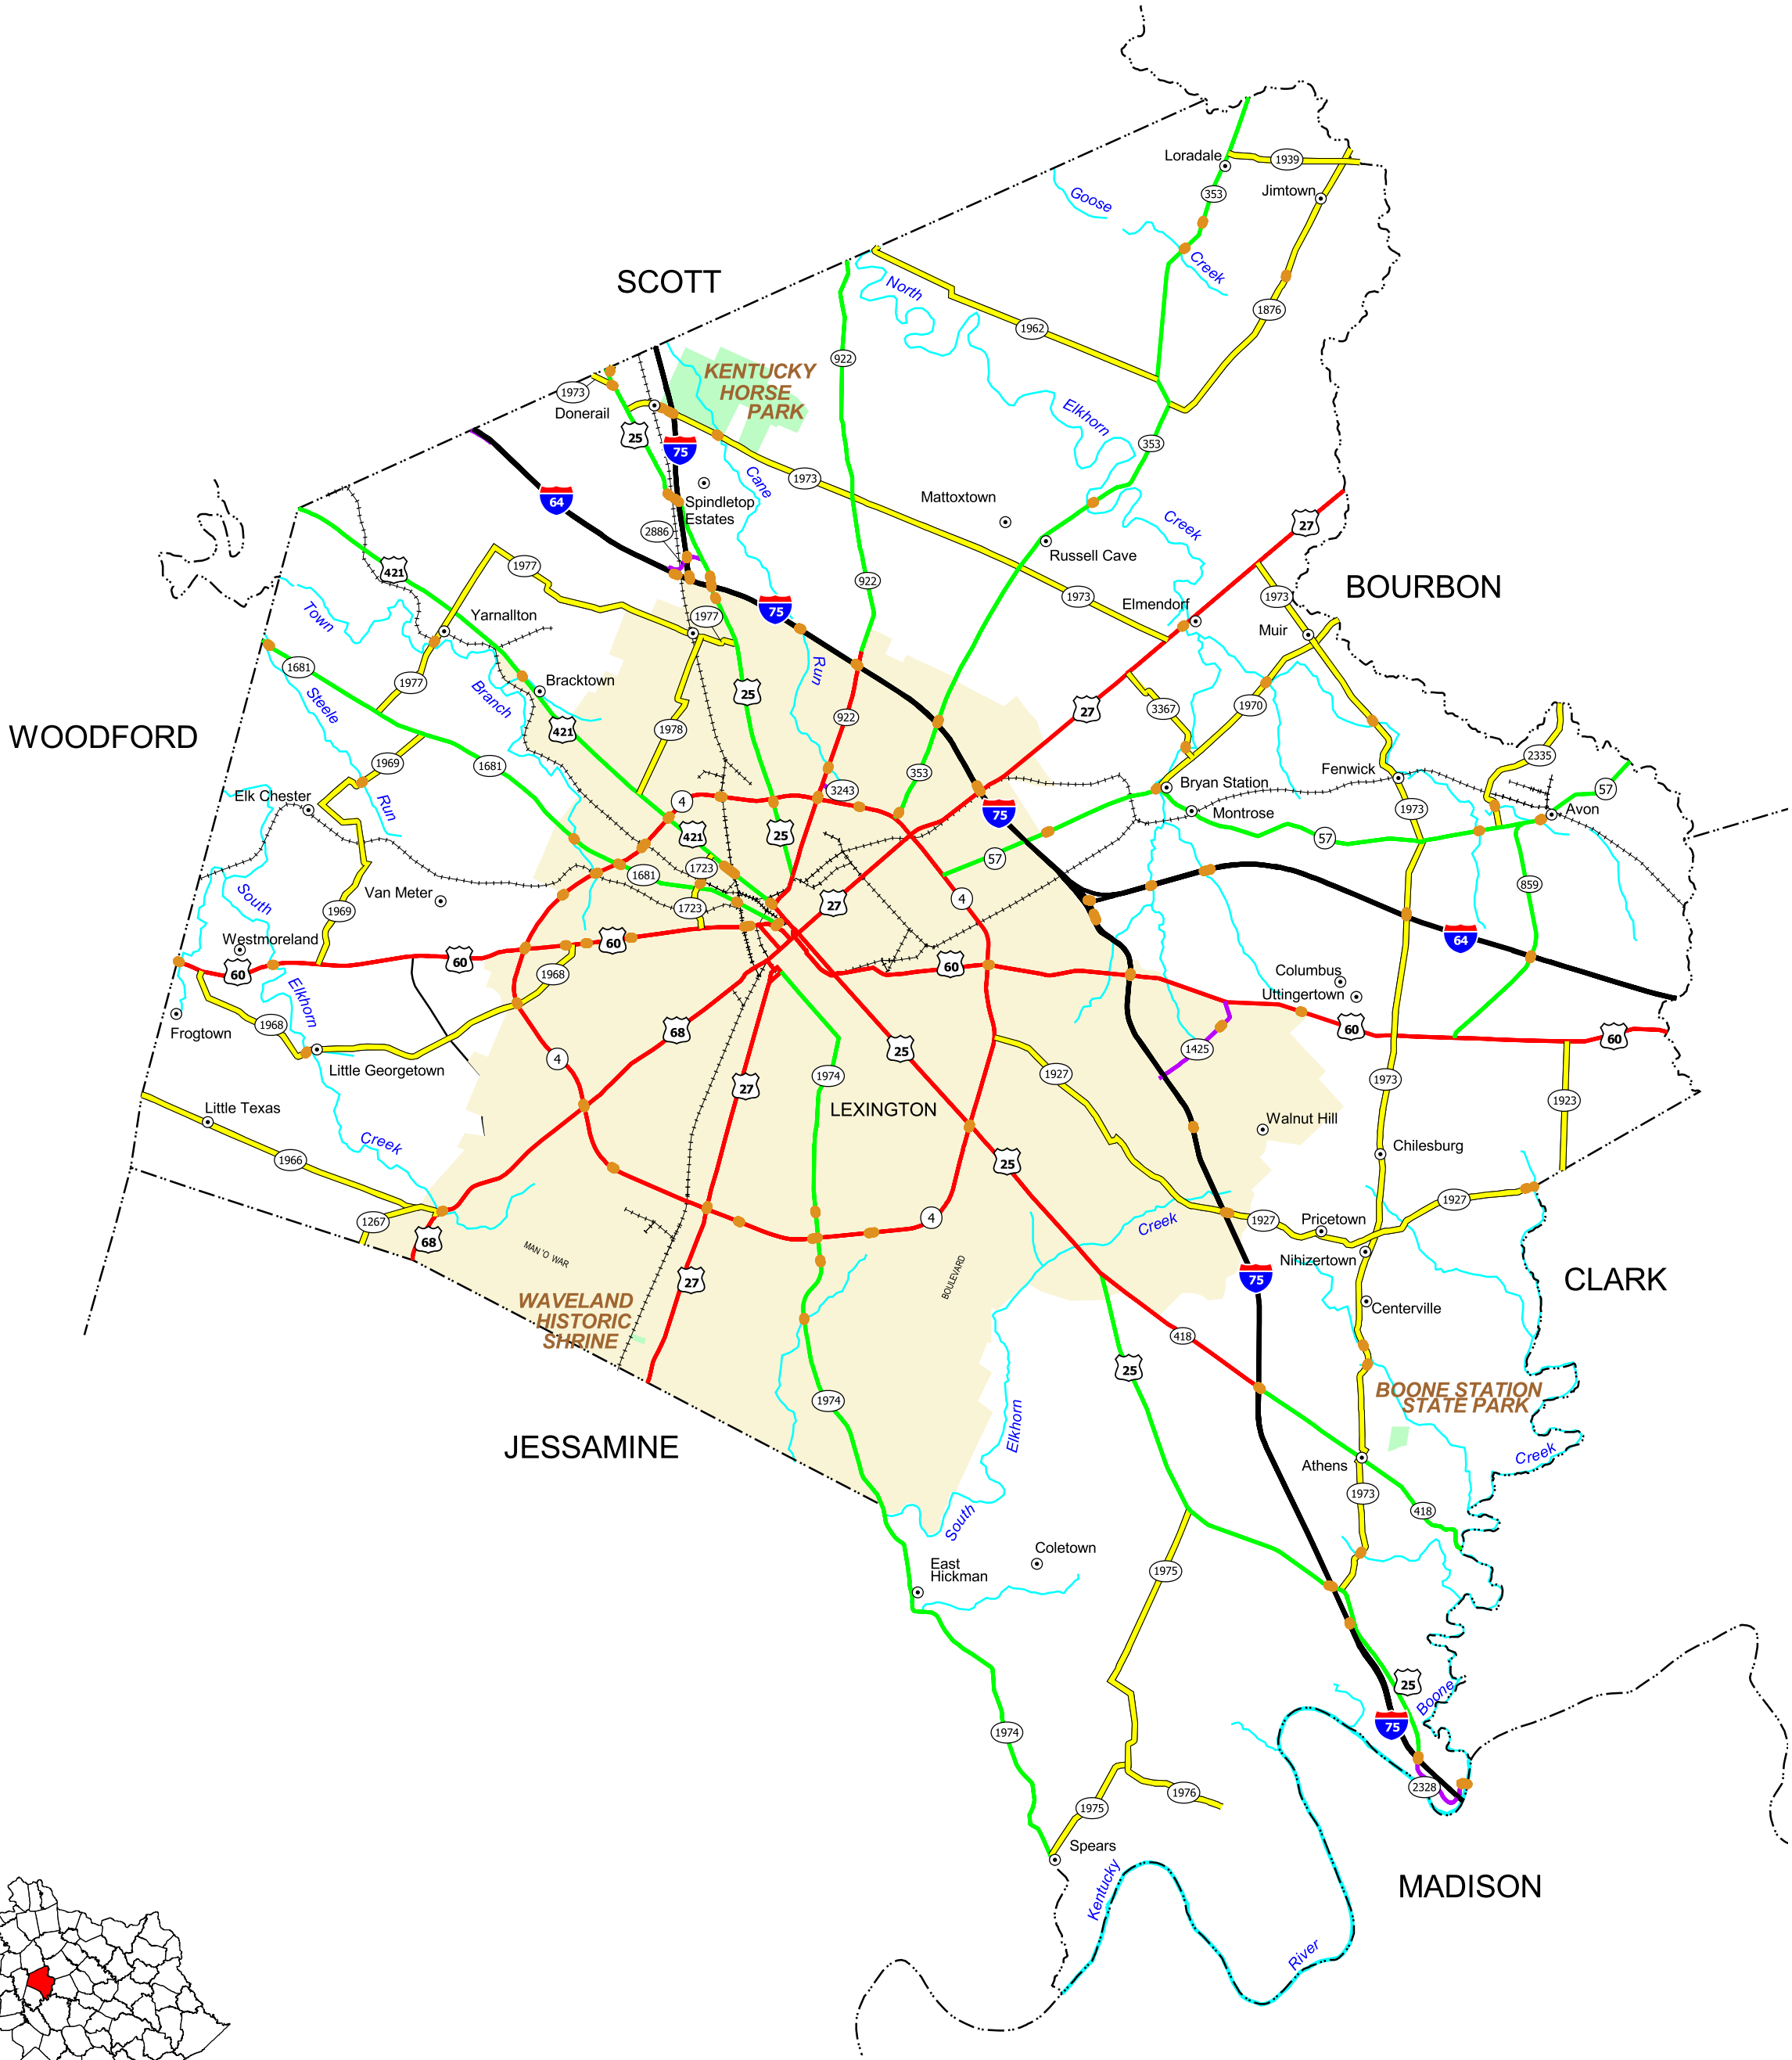 Loradale
1939
353
Jimtown
Goose
Creek
SCOTT
North
1962
1876
922
KENTUCKY
HORSE
PARK
1973
Donerail
25
75
Elkhorn
353
64
Cane
1973
Mattoxtown
Spindletop
Estates
2886
Creek
27
Russell Cave
421
1977
922
BOURBON
1973
Elmendorf
1973
75
Town
Yarnallton
1977
Muir
1681
Run
1977
Bracktown
Steele
Branch
25
27
3367
1970
WOODFORD
421
922
1978
1969
1681
353
Fenwick
2335
Bryan Station
57
Elk Chester
Run
4
3243
Montrose
1973
Avon
75
421
25
57
57
1681
1723
859
Van Meter
South
1969
1723
27
4
Westmoreland
60
60
60
60
64
1968
Columbus
Uttingertown
Elkhorn
Frogtown
1968
68
60
60
4
25
1425
Little Georgetown
27
1974
1927
1973
1923
Little Texas
LEXINGTON
Walnut Hill
Creek
Chilesburg
1966
25
1927
1267
4
Creek
1927
Pricetown
68
MAN 'O WAR
Nihizertown
BOULEVARD
27
75
CLARK
WAVELAND
HISTORIC
SHRINE
Centerville
418
25
BOONE STATION
STATE PARK
1974
Elkhorn
JESSAMINE
Creek
Athens
1973
418
South
Coletown
East
Hickman
1975
25
Boone
75
1974
2328
1976
1975
Spears
Kentucky
MADISON
River